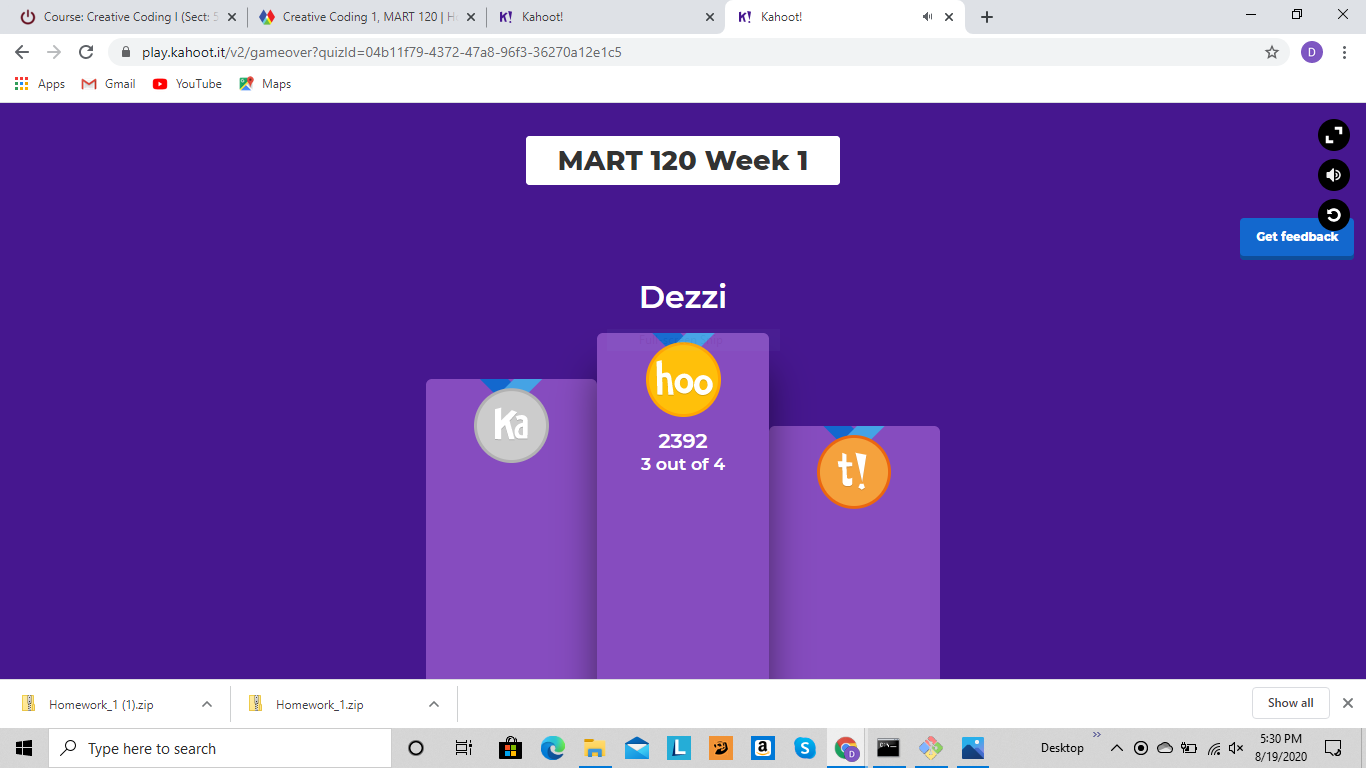 Course: Creative Coding I (Sect: 5
Creative Coding 1, MART 120 | H
K! Kahoot!
K! Kahoot!
play.kahoot.it/v2/gameover?quizId=04b11f79-4372-47a8-96f3-36270a12e1c5
D
Apps
Gmail
YouTube
Maps
MART 120 Week 1
Get feedback
Dezzi
hoo
Ka
2392
3 out of 4
t!
Homework_1 (1).zip
Homework_1.zip
Show all
Type here to search
Desktop
5:30 PM
8/19/2020